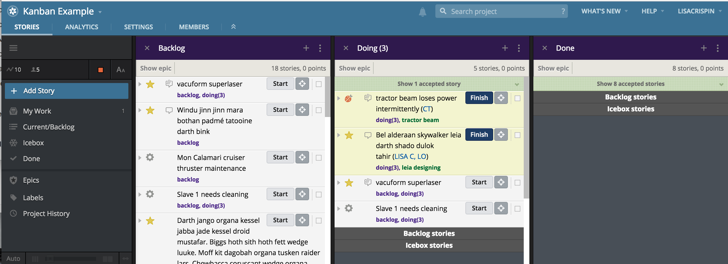 Kanban Example
Search project
?
WHAT'S NEW
HELP
LISACRISPIN
STORIES
ANALYTICS
SETTINGS
MEMBERS
10
5
AA
Add Story
My Work
1
Current/Backlog
Icebox
Done
Epics
Labels
Project History
Auto
Backlog
Show epic
18 stories, 0 points
vacuform superlaser
Start
backlog, doing(3)
Windu jinn jinn mara
bothan padmé tatooine
darth bink
Start
backlog
Mon Calamari cruiser
thruster maintenance
Start
backlog
Slave 1 needs cleaning
Start
backlog, doing(3)
Darth jango organa kessel
jabba jade kessel droid
mustafar. Biggs hoth sith hoth fett wedge
luuke. Moff kit dagobah organa tusken raider
Start
Doing (3)
Show epic
5 stories, 0 points
Show 1 accepted story
tractor beam loses power
intermittently (CT)
Finish
doing(3), tractor beam
Bel alderaan skywalker leia
darth shado dulok
tahir (LISA C, LO)
Finish
doing(3), leia designing
vacuform superlaser
Start
backlog, doing(3)
Slave 1 needs cleaning
Start
backlog, doing(3)
Backlog stories
Icebox stories
Done
Show epic
8 stories, 0 points
Show 8 accepted stories
Backlog stories
Icebox stories